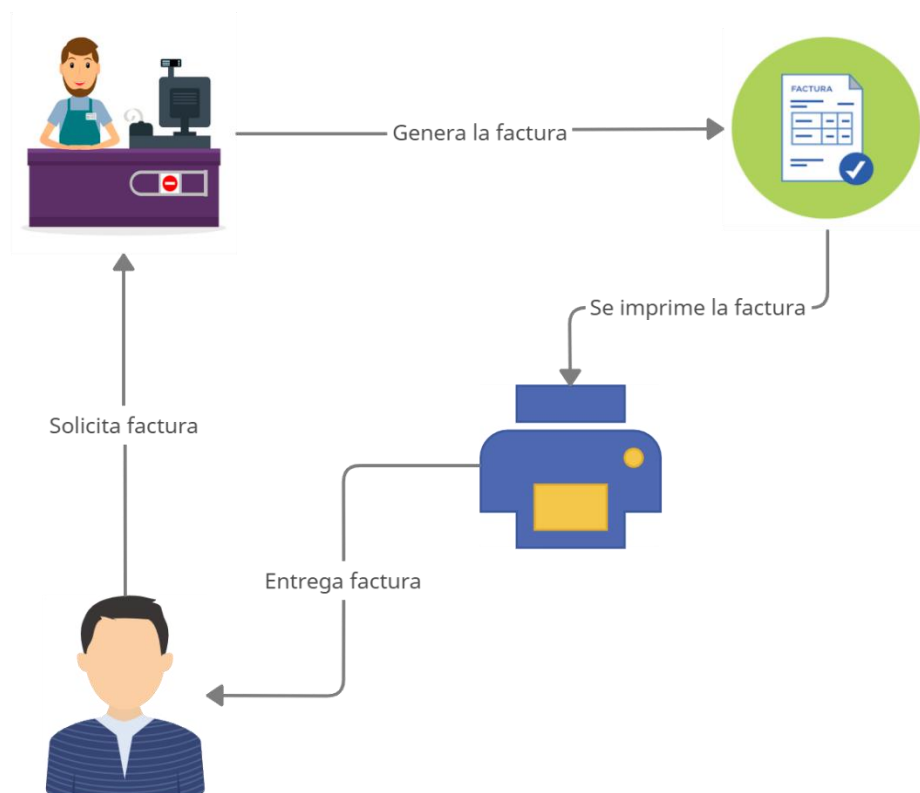 FACTURA
Genera la factura
Se imprime la factura
Solicita factura
Entrega factura